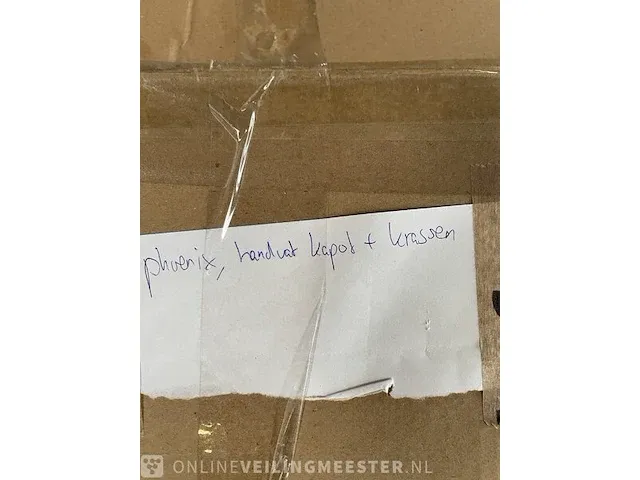 phoenix, handvat kapot + krassen
ONLINEVEILINGMEESTER.NL